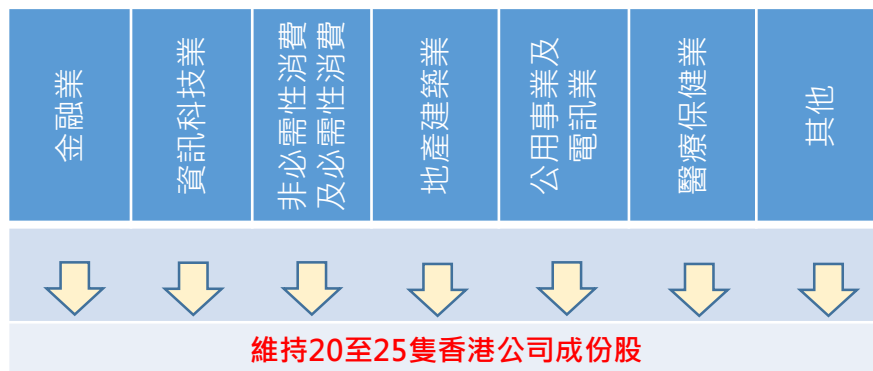 金融業
資訊科技業
非必需性消費
及必需性消費
地產建築業
公用事業及
電訊業
醫療保健業
其他
維持20至25隻香港公司成份股